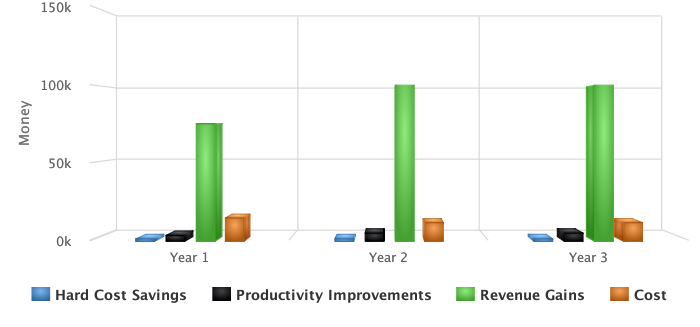 150k
100k
50k
0k
Money
Year 1
Year 2
Year 3
Hard Cost Savings
Productivity Improvements
Revenue Gains
Cost